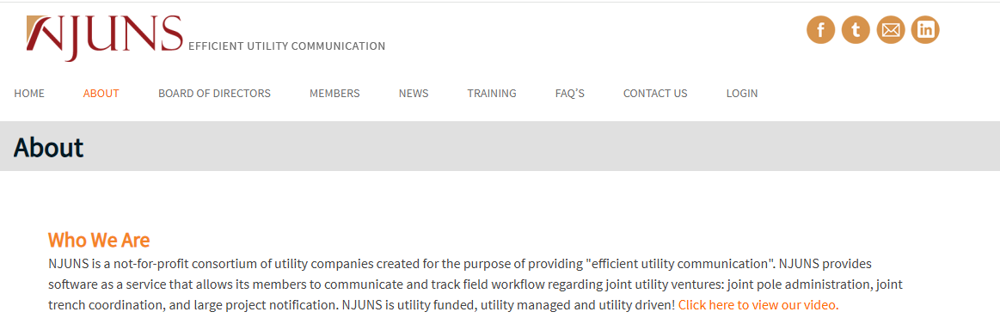 NJUNS EFFICIENT UTILITY COMMUNICATION
f t in
HOME ABOUT BOARD OF DIRECTORS MEMBERS NEWS TRAINING FAQ’S CONTACT US LOGIN
About
Who We Are
NJUNS is a not-for-profit consortium of utility companies created for the purpose of providing "efficient utility communication". NJUNS provides
software as a service that allows its members to communicate and track field workflow regarding joint utility ventures: joint pole administration, joint
trench coordination, and large project notification. NJUNS is utility funded, utility managed and utility driven! Click here to view our video.